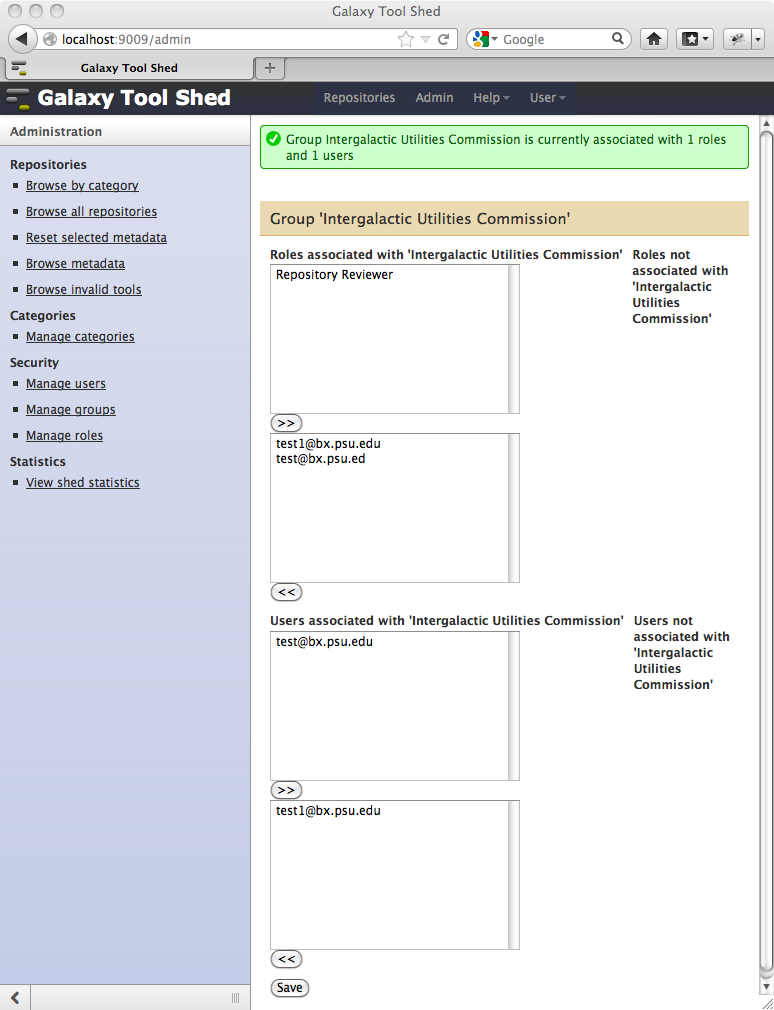 Galaxy Tool Shed
localhost:9009/admin
Google
Galaxy Tool Shed
Galaxy Tool Shed
Repositories
Admin
Help
User
Administration
Repositories
Browse by category
Browse all repositories
Reset selected metadata
Browse metadata
Browse invalid tools
Categories
Manage categories
Security
Manage users
Manage groups
Manage roles
Statistics
View shed statistics
Group Intergalactic Utilities Commission is currently associated with 1 roles
and 1 users
Group 'Intergalactic Utilities Commission'
Roles associated with 'Intergalactic Utilities Commission'
Repository Reviewer
>>
test1@bx.psu.edu
test@bx.psu.ed
<<
Roles not
associated with
'Intergalactic
Utilities
Commission'
Users associated with 'Intergalactic Utilities Commission'
test@bx.psu.edu
>>
test1@bx.psu.edu
<<
Users not
associated with
'Intergalactic
Utilities
Commission'
Save